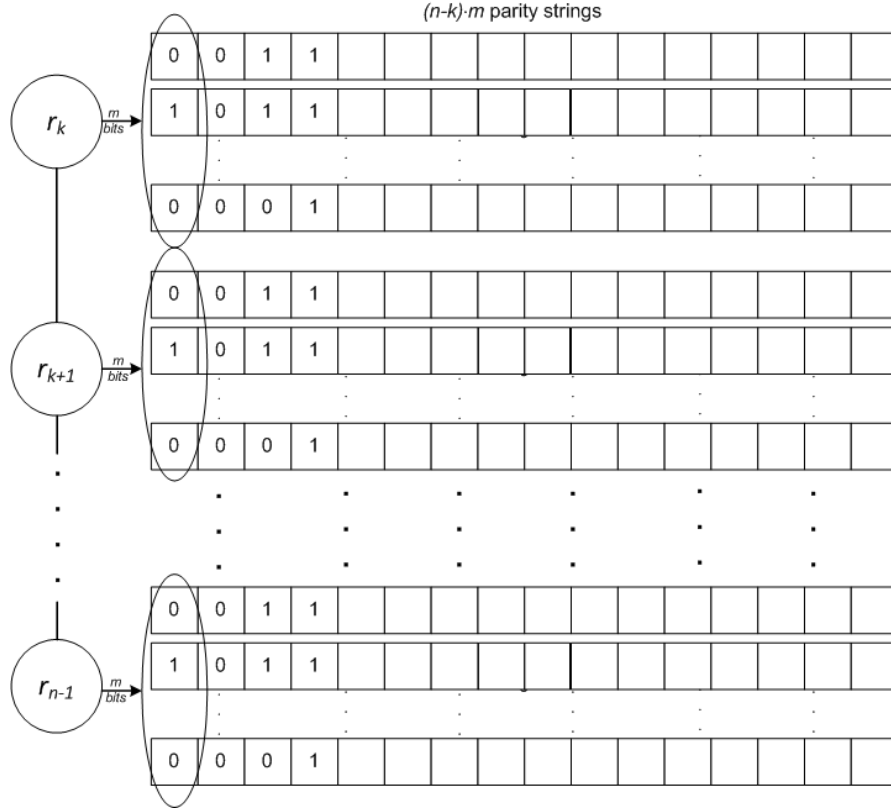 (n-k)·m parity strings
0 0 1 1
r_k m bits 1 0 1 1
0 0 0 1
0 0 1 1
r_{k+1} m bits 1 0 1 1
0 0 0 1
0 0 1 1
r_{n-1} m bits 1 0 1 1
0 0 0 1